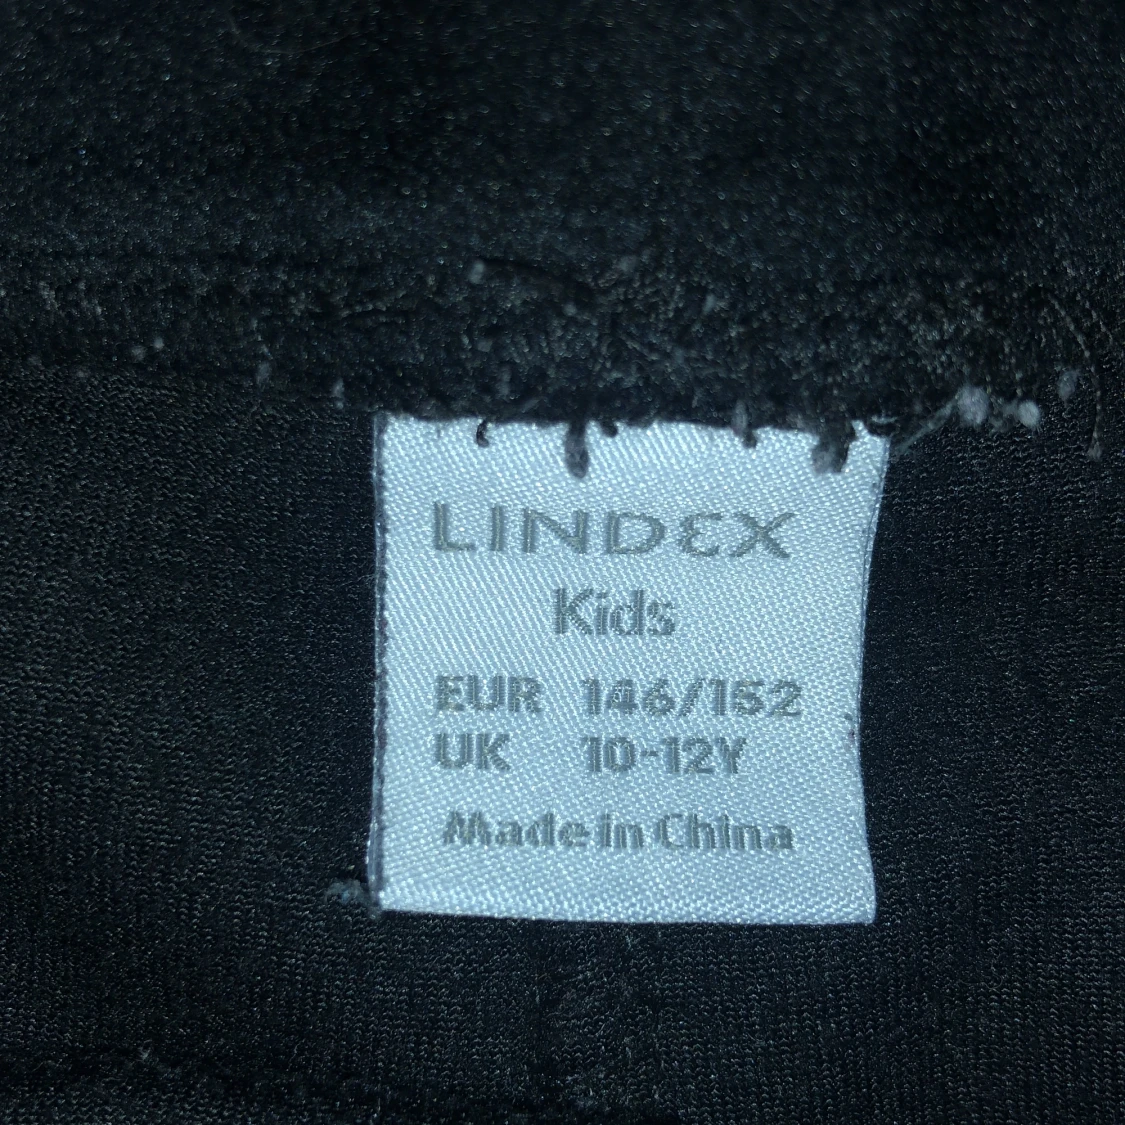 LINDEX
Kids
EUR 146/152
UK 10-12Y
Made in China